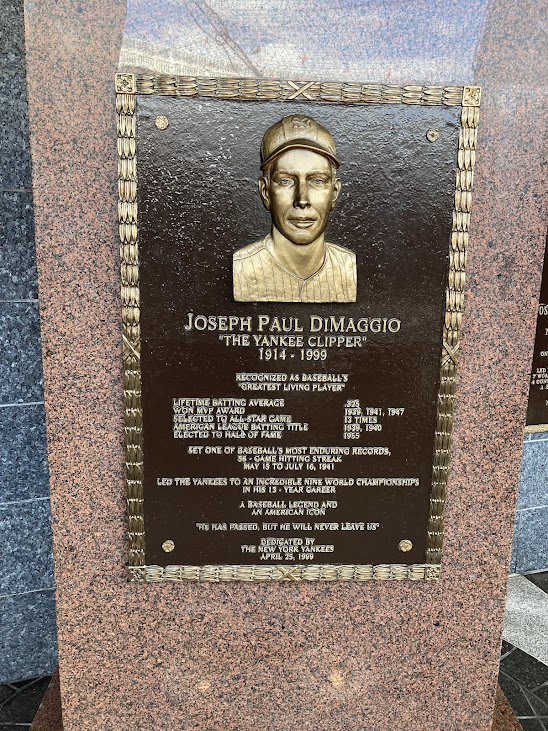 JOSEPH PAUL DIMAGGIO
"THE YANKEE CLIPPER"
1914 - 1999
RECOGNIZED AS BASEBALL'S
"GREATEST LIVING PLAYER"
LIFETIME BATTING AVERAGE .325
WON MVP AWARD 1939, 1941, 1947
SELECTED TO ALL-STAR GAME 13 TIMES
AMERICAN LEAGUE BATTING TITLE 1939, 1940
ELECTED TO HALL OF FAME 1955
SET ONE OF BASEBALL'S MOST ENDURING RECORDS,
56 - GAME HITTING STREAK
MAY 15 TO JULY 16, 1941
LED THE YANKEES TO AN INCREDIBLE NINE WORLD CHAMPIONSHIPS
IN HIS 13 - YEAR CAREER
A BASEBALL LEGEND AND
AN AMERICAN ICON
"HE HAS PASSED, BUT HE WILL NEVER LEAVE US"
DEDICATED BY
THE NEW YORK YANKEES
APRIL 25, 1999